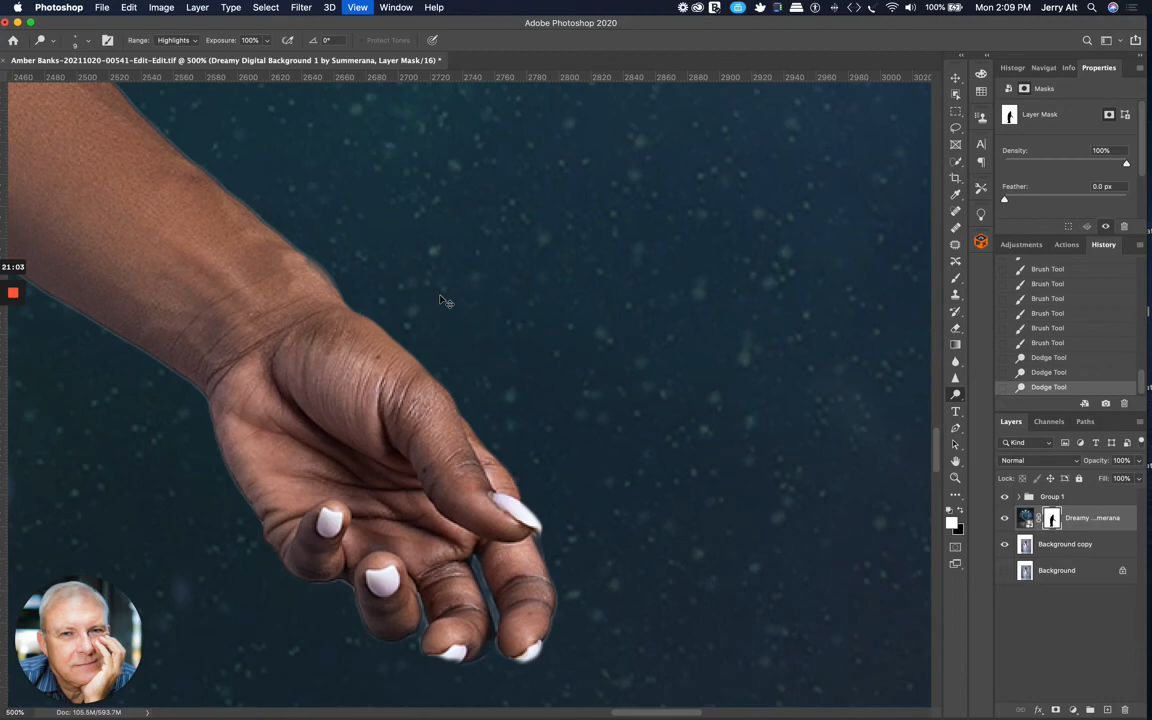 Photoshop File Edit Image Layer Type Select Filter 3D View Window Help 100% Mon 2:09 PM Jerry Alt
Adobe Photoshop 2020
9 Range: Highlights Exposure: 100% 0° Protect Tones
Amber Banks-20211020-00541-Edit-Edit.tif @ 500% (Dreamy Digital Background 1 by Summerana, Layer Mask/16) *
2460 2480 2500 2520 2540 2560 2580 2600 2620 2640 2660 2680 2700 2720 2740 2760 2780 2800 2820 2840 2860 2880 2900 2920 2940 2960 2980 3000 3020
Histogr Navigat Info Properties
Masks
Layer Mask
Density: 100%
Feather: 0.0 px
Adjustments Actions History
Brush Tool
Brush Tool
Brush Tool
Brush Tool
Brush Tool
Brush Tool
Dodge Tool
Dodge Tool
Dodge Tool
Layers Channels Paths
Kind
Normal Opacity: 100%
Lock: Fill: 100%
Group 1
Dreamy ...merana
Background copy
Background
21:03
500% Doc: 105.5M/593.7M